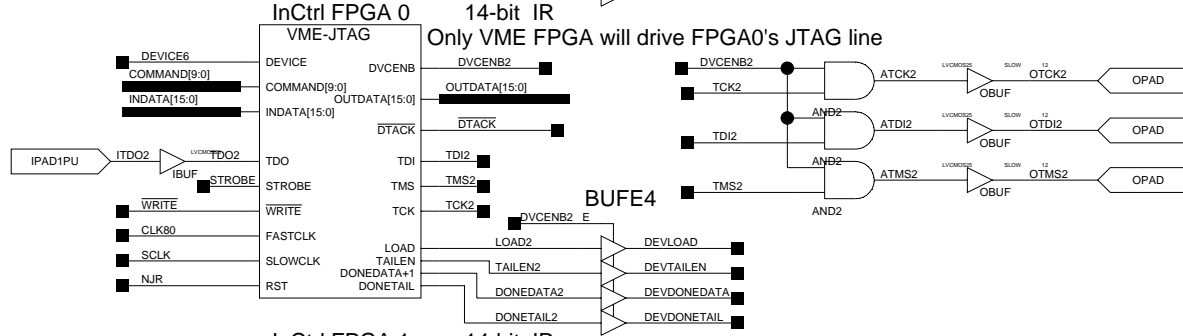 InCtrl FPGA 0 14-bit IR
VME-JTAG
Only VME FPGA will drive FPGA0's JTAG line
DEVICE6
DEVICE
DVCENB
DVCENB2
COMMAND[9:0]
COMMAND[9:0]
OUTDATA[15:0]
OUTDATA[15:0]
INDATA[15:0]
INDATA[15:0]
DTACK
DTACK
IPAD1PU
ITDO2
IBUF
TDO2
TDO
TDI
TDI2
STROBE
STROBE
TMS
TMS2
WRITE
WRITE
TCK
TCK2
CLK80
FASTCLK
SCLK
SLOWCLK
NJR
RST
LOAD
LOAD2
DEVLOAD
TAILEN
TAILEN2
DEVTAILEN
DONEDATA+1
DONEDATA2
DEVDONEDATA
DONETAIL
DONETAIL2
DEVDONETAIL
BUFE4
DVCENB2 E
DVCENB2
TCK2
AND2
ATCK2
LVCMOS25
OBUF
SLOW 12
OTCK2
OPAD
TDI2
AND2
ATDI2
LVCMOS25
OBUF
SLOW 12
OTDI2
OPAD
TMS2
AND2
ATMS2
LVCMOS25
OBUF
SLOW 12
OTMS2
OPAD